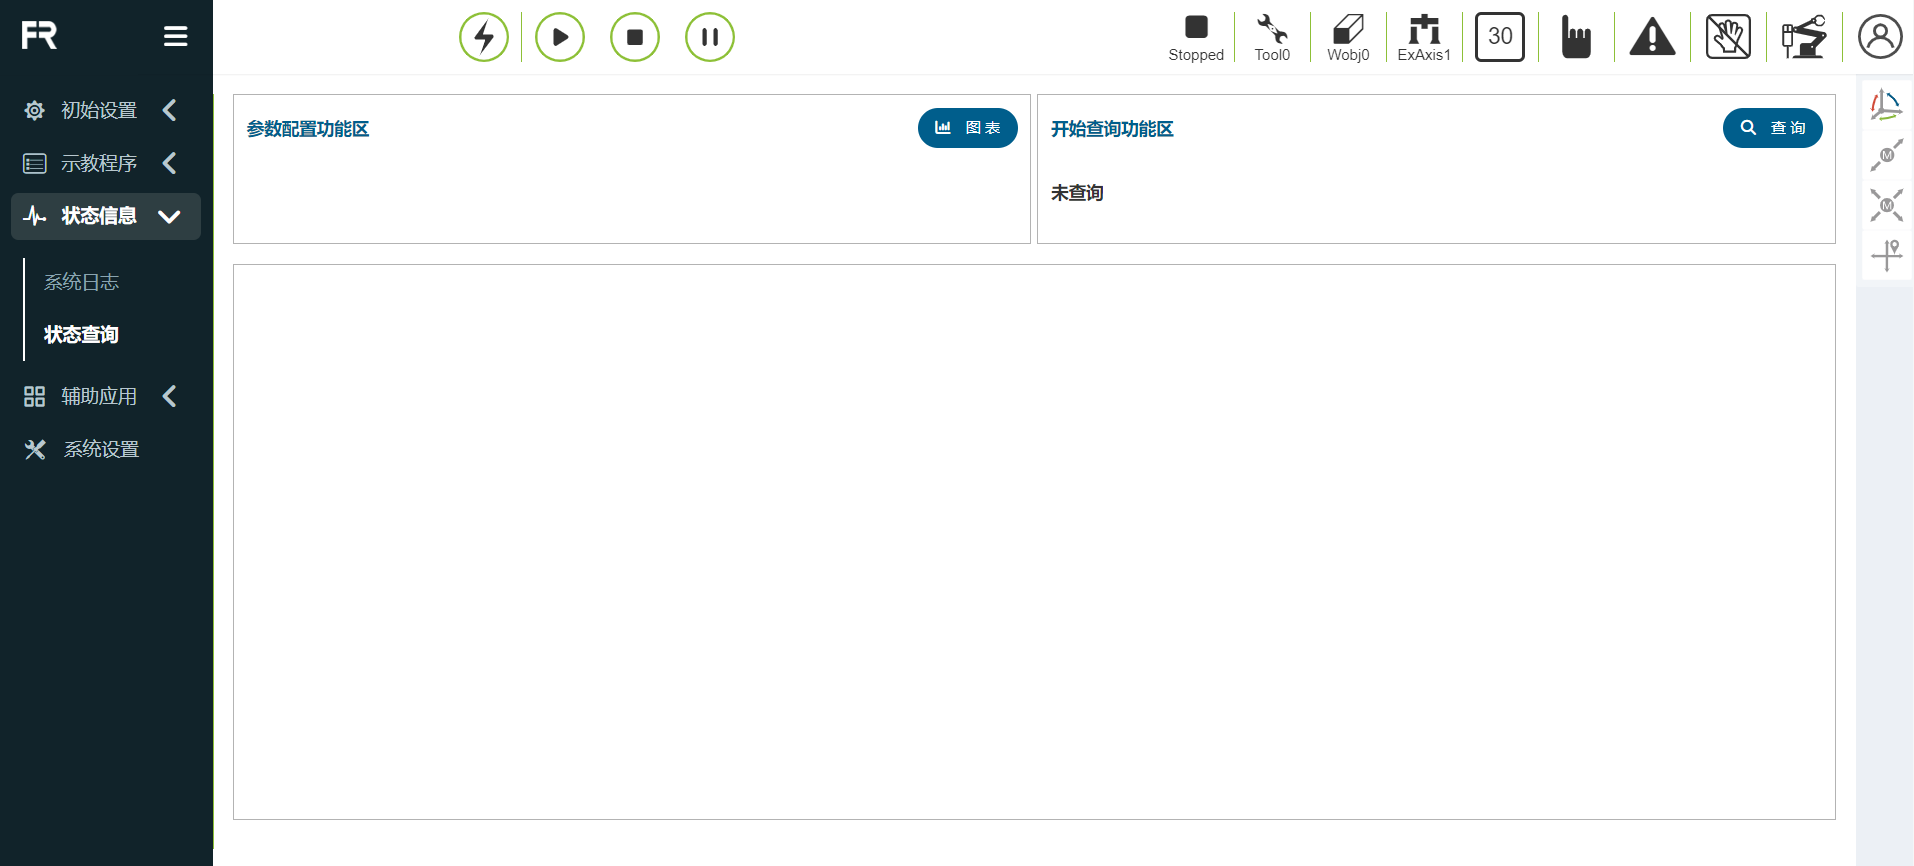 FR
Stopped
Tool0
Wobj0
ExAxis1
30
初始设置
示教程序
状态信息
系统日志
状态查询
辅助应用
系统设置
参数配置功能区
图表
开始查询功能区
查询
未查询
M
M